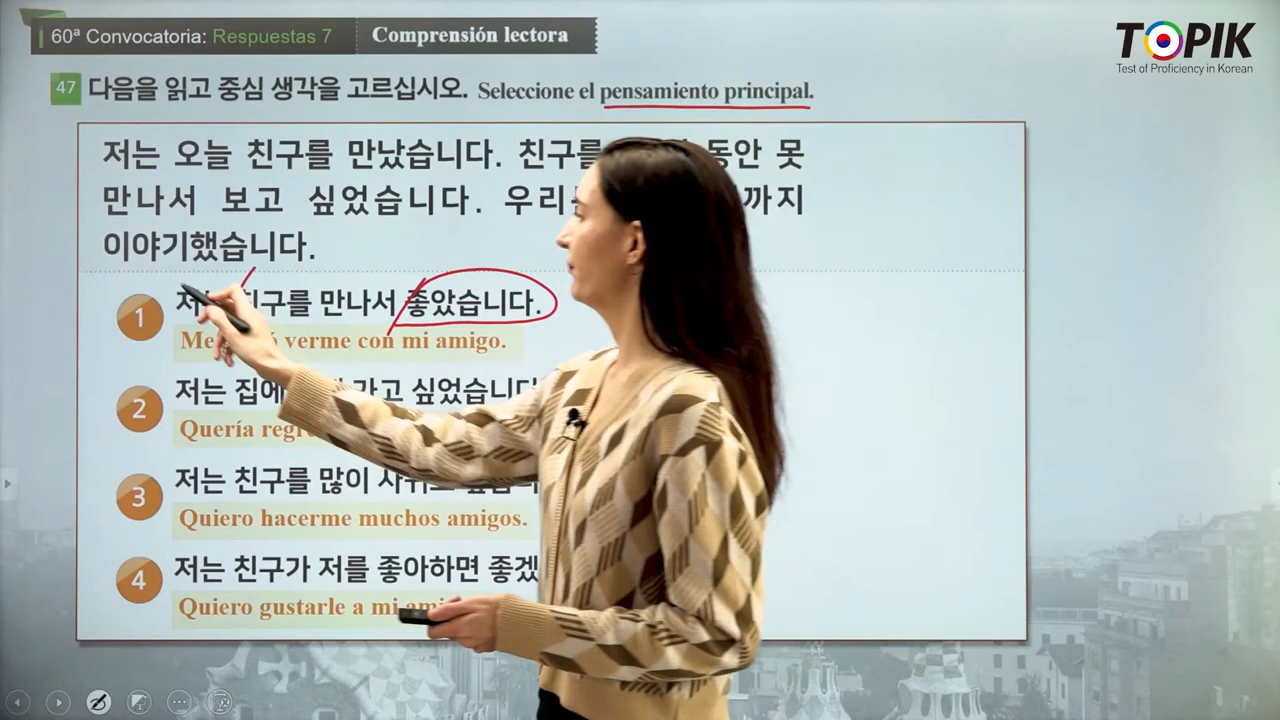 60ª Convocatoria: Respuestas 7
Comprensión lectora
TOPIK
Test of Proficiency in Korean
47 다음을 읽고 중심 생각을 고르십시오. Seleccione el pensamiento principal.
저는 오늘 친구를 만났습니다. 친구를 동안 못
만나서 보고 싶었습니다. 까지
이야기했습니다.
1 친구를 만나서 좋았습니다.
verme con mi amigo.
2 저는 가고
Quería
3 저는 친구를 많이
Quiero hacerme muchos amigos.
4 저는 친구가 저를 좋아하면
Quiero gustarle a mi